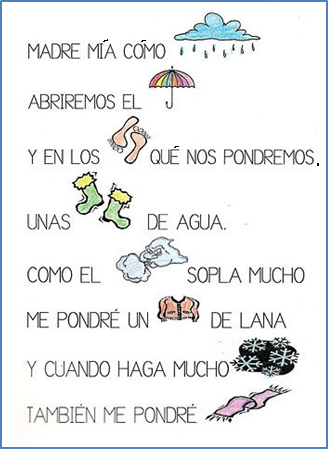 MADRE MÍA CÓMO
ABRIREMOS EL
Y EN LOS QUÉ NOS PONDREMOS.
UNAS DE AGUA.
COMO EL SOPLA MUCHO
ME PONDRÉ UN DE LANA
Y CUANDO HAGA MUCHO
TAMBIÉN ME PONDRÉ